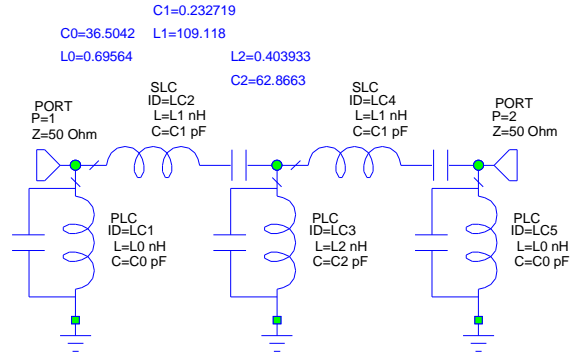 C1=0.232719
C0=36.5042
L1=109.118
L0=0.69564
L2=0.403933
C2=62.8663
SLC
ID=LC2
L=L1 nH
C=C1 pF
SLC
ID=LC4
L=L1 nH
C=C1 pF
PORT
P=1
Z=50 Ohm
PORT
P=2
Z=50 Ohm
PLC
ID=LC1
L=L0 nH
C=C0 pF
PLC
ID=LC3
L=L2 nH
C=C2 pF
PLC
ID=LC5
L=L0 nH
C=C0 pF